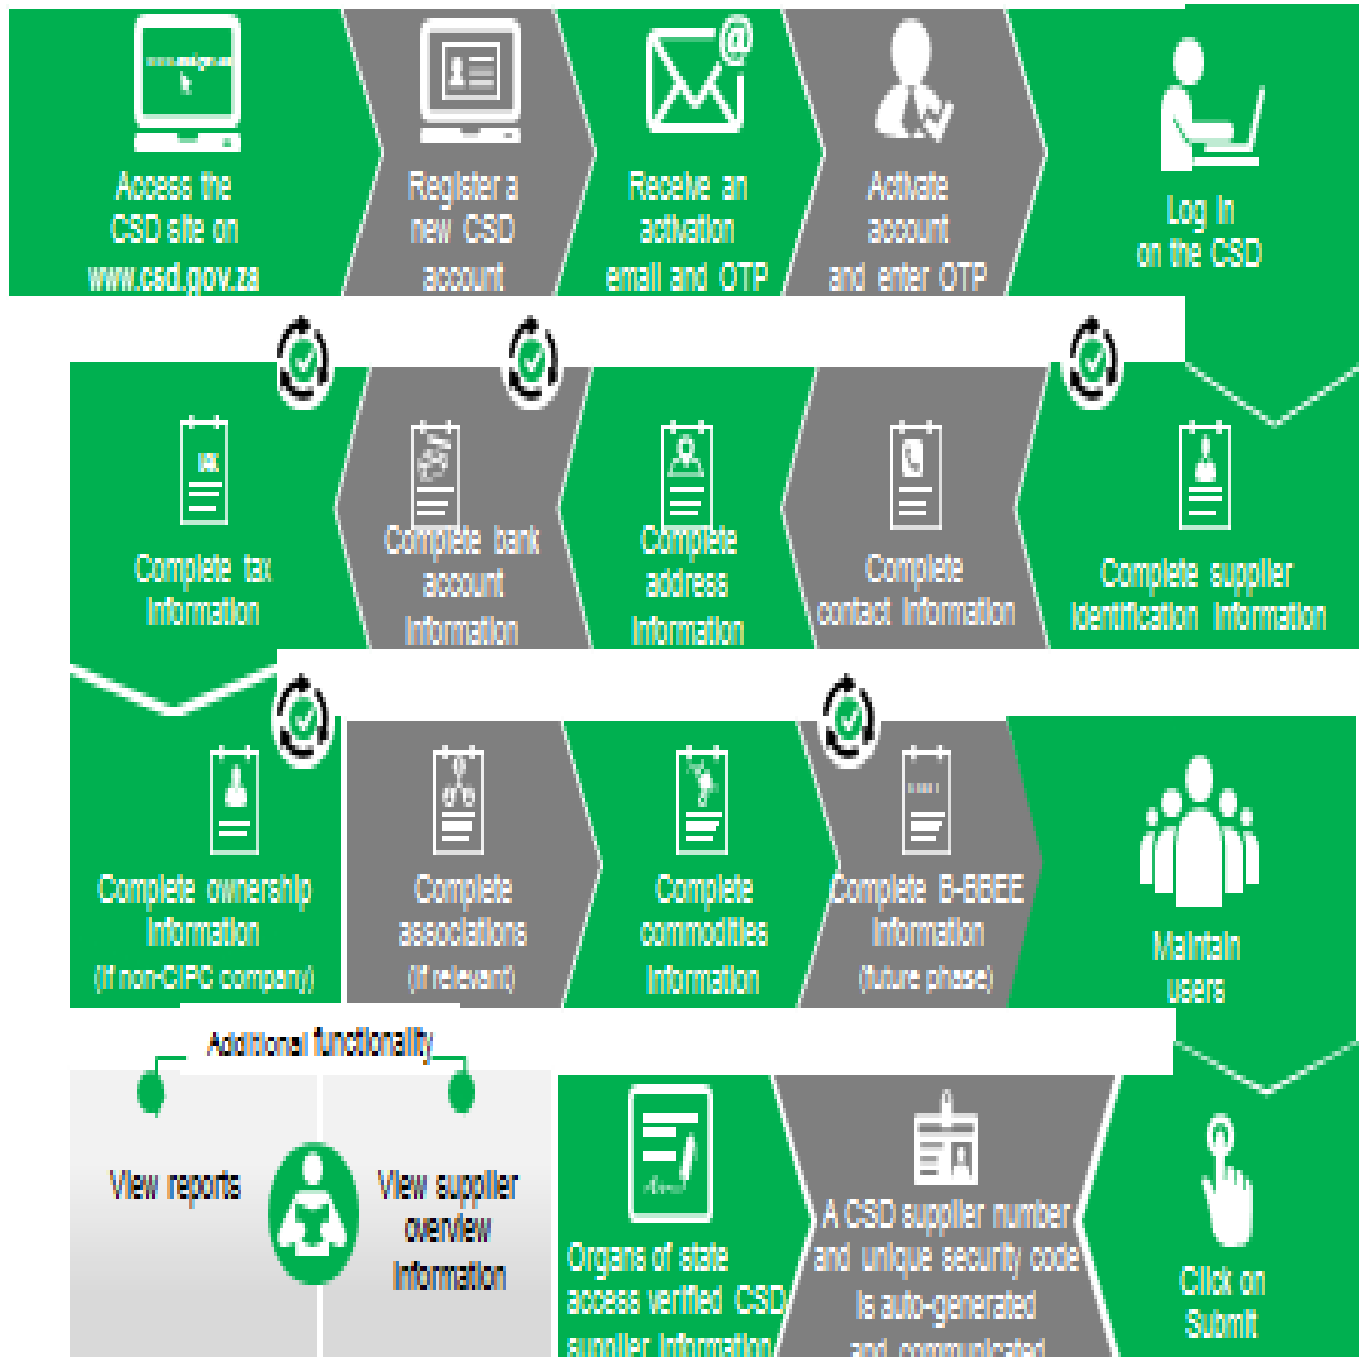 Access the
CSD site on
www.csd.gov.za
Register a
new CSD
account
Receive an
activation
email and OTP
Activate
account
and enter OTP
Log in
on the CSD
Complete supplier
identification information
Complete
contact information
Complete
address
information
Complete bank
account
information
Complete tax
information
Complete ownership
information
(if non-CIPC company)
Complete
associations
(if relevant)
Complete
commodities
information
Complete B-BBEE
information
(future phase)
Maintain
users
Click on
Submit
A CSD supplier number
and unique security code
is auto-generated
and communicated
Organs of state
access verified CSD
supplier information
Additional functionality
View reports
View supplier
overview
information